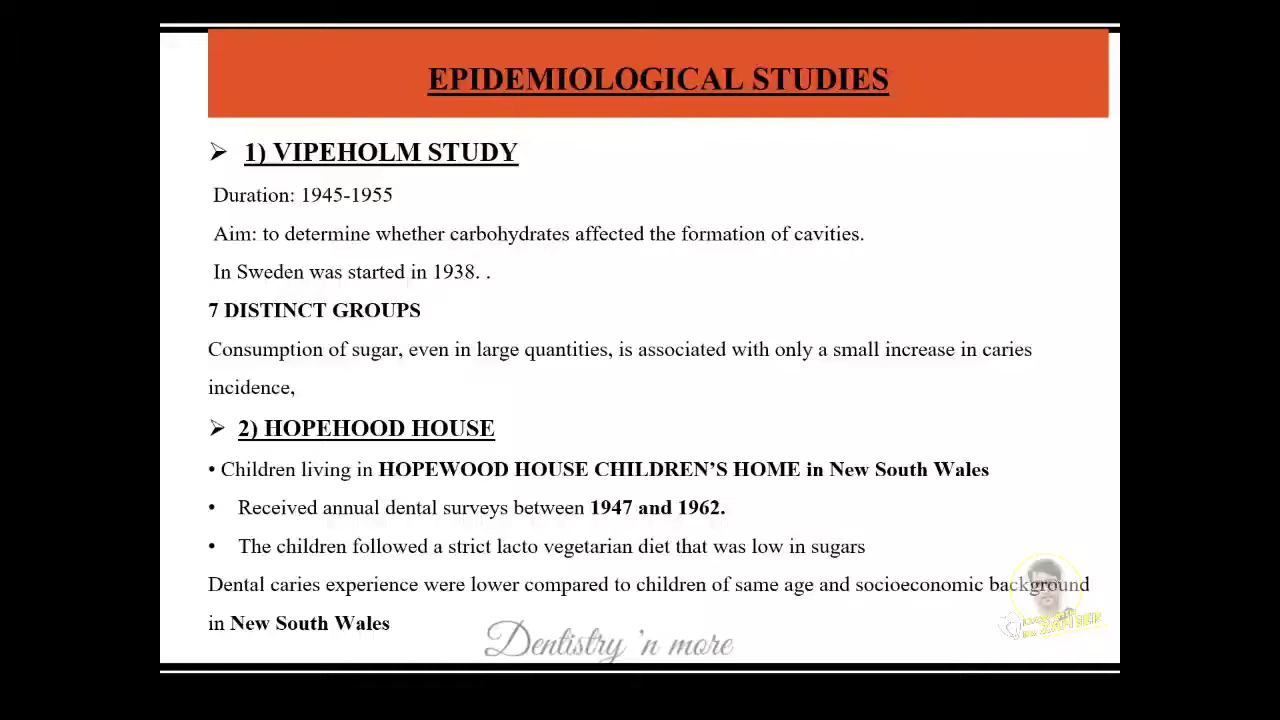 EPIDEMIOLOGICAL STUDIES
➢ 1) VIPEHOLM STUDY
Duration: 1945-1955
Aim: to determine whether carbohydrates affected the formation of cavities.
In Sweden was started in 1938. .
7 DISTINCT GROUPS
Consumption of sugar, even in large quantities, is associated with only a small increase in caries
incidence,
➢ 2) HOPEHOOD HOUSE
• Children living in HOPEWOOD HOUSE CHILDREN’S HOME in New South Wales
• Received annual dental surveys between 1947 and 1962.
• The children followed a strict lacto vegetarian diet that was low in sugars
Dental caries experience were lower compared to children of same age and socioeconomic background
in New South Wales
Dentistry 'n more